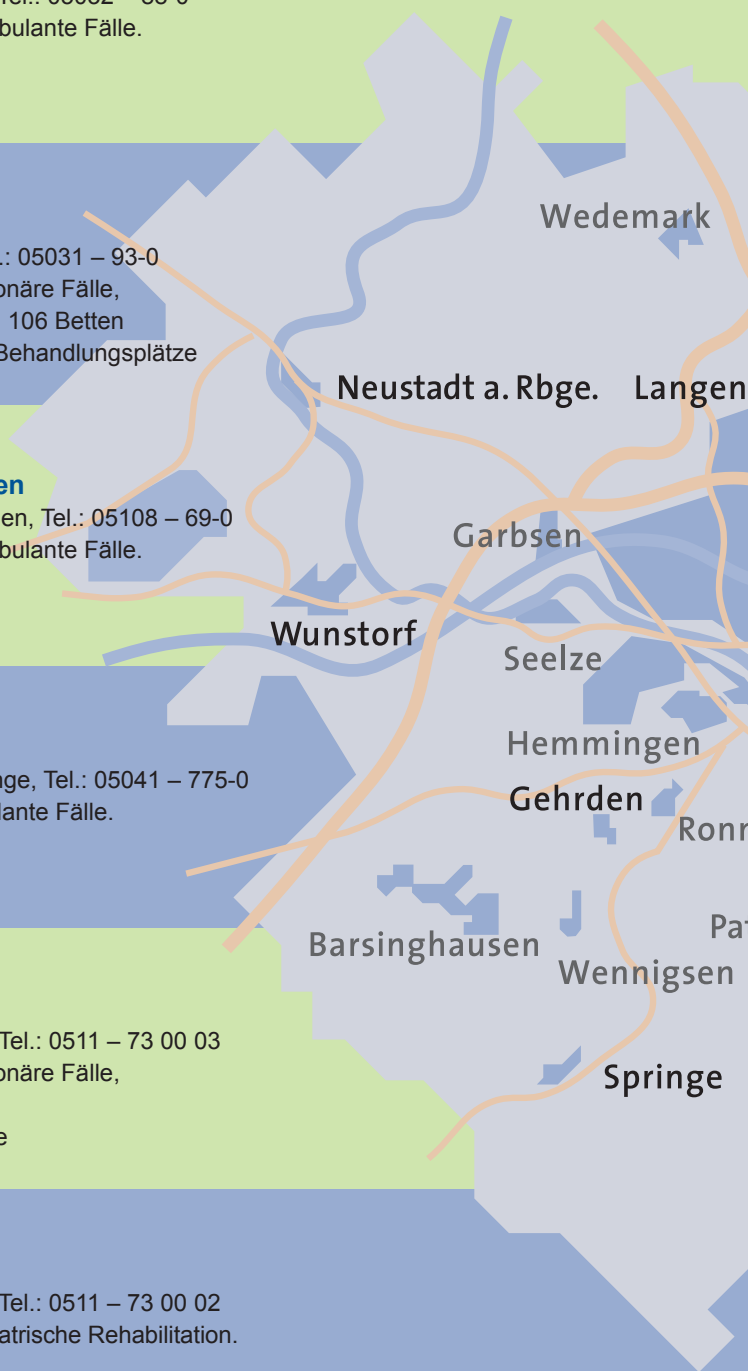 bulante Fälle.
.: 05031 – 93-0
onäre Fälle,
106 Betten
Behandlungsplätze
en
en, Tel.: 05108 – 69-0
bulante Fälle.
nge, Tel.: 05041 – 775-0
lante Fälle.
Tel.: 0511 – 73 00 03
onäre Fälle,
e
Tel.: 0511 – 73 00 02
atrische Rehabilitation.
Wedemark
Neustadt a. Rbge. Langen
Garbsen
Wunstorf
Seelze
Hemmingen
Gehrden
Ronn
Pat
Barsinghausen
Wennigsen
Springe